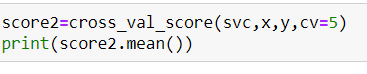 score2=cross_val_score(svc,x,y,cv=5)
print(score2.mean())